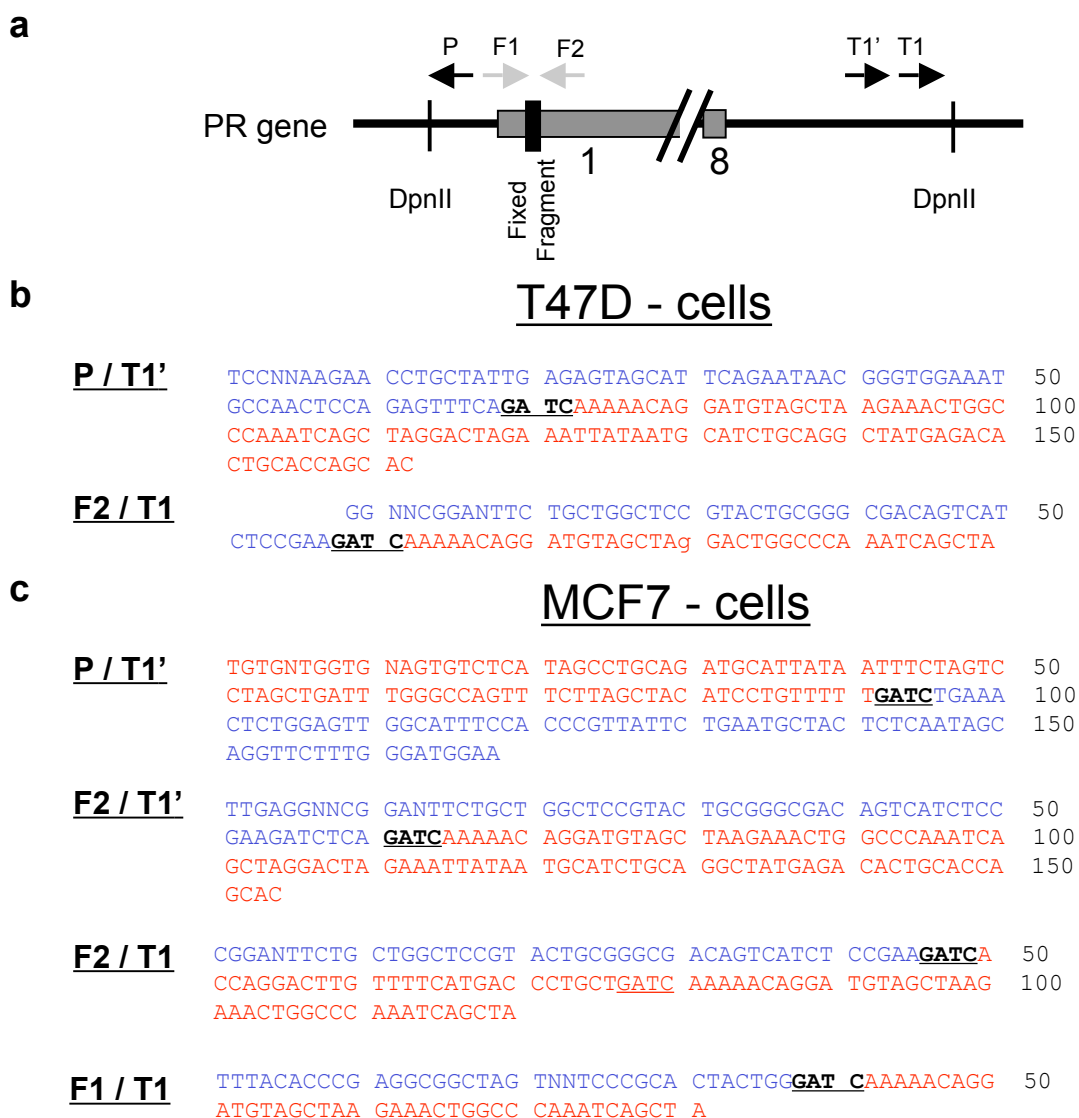 a
P F1 F2 T1’ T1
PR gene
1 8
DpnII Fixed Fragment DpnII
b
T47D - cells
P / T1’
TCCNNAAGAA CCTGCTATTG AGAGTAGCAT TCAGAATAAC GGGTGGAAAT 50
GCCAACTCCA GAGTTTCAGA TCAAAAACAG GATGTAGCTA AGAAACTGGC 100
CCAAATCAGC TAGGACTAGA AATTATAATG CATCTGCAGG CTATGAGACA 150
CTGCACCAGC AC
F2 / T1
GG NNCGGANTTC TGCTGGCTCC GTACTGCGGG CGACAGTCAT 50
CTCCGAAGAT CAAAAACAGG ATGTAGCTAg GACTGGCCCA AATCAGCTA
c
MCF7 - cells
P / T1’
TGTGNTGGTG NAGTGTCTCA TAGCCTGCAG ATGCATTATA ATTTCTAGTC 50
CTAGCTGATT TGGGCCAGTT TCTTAGCTAC ATCCTGTTTT TGATCTGAAA 100
CTCTGGAGTT GGCATTTCCA CCCGTTATTC TGAATGCTAC TCTCAATAGC 150
AGGTTCTTTG GGATGGAA
F2 / T1’
TTGAGGNNCG GANTTCTGCT GGCTCCGTAC TGCGGGCGAC AGTCATCTCC 50
GAAGATCTCA GATCAAAAAC AGGATGTAGC TAAGAAACTG GCCCAAATCA 100
GCTAGGACTA GAAATTATAA TGCATCTGCA GGCTATGAGA CACTGCACCA 150
GCAC
F2 / T1
CGGANTTCTG CTGGCTCCGT ACTGCGGGCG ACAGTCATCT CCGAAGATCA 50
CCAGGACTTG TTTTCATGAC CCTGCTGATC AAAAACAGGA TGTAGCTAAG 100
AAACTGGCCC AAATCAGCTA
F1 / T1
TTTACACCCG AGGCGGCTAG TNNTCCCGCA CTACTGGGAT CAAAAACAGG 50
ATGTAGCTAA GAAACTGGCC CAAATCAGCT A